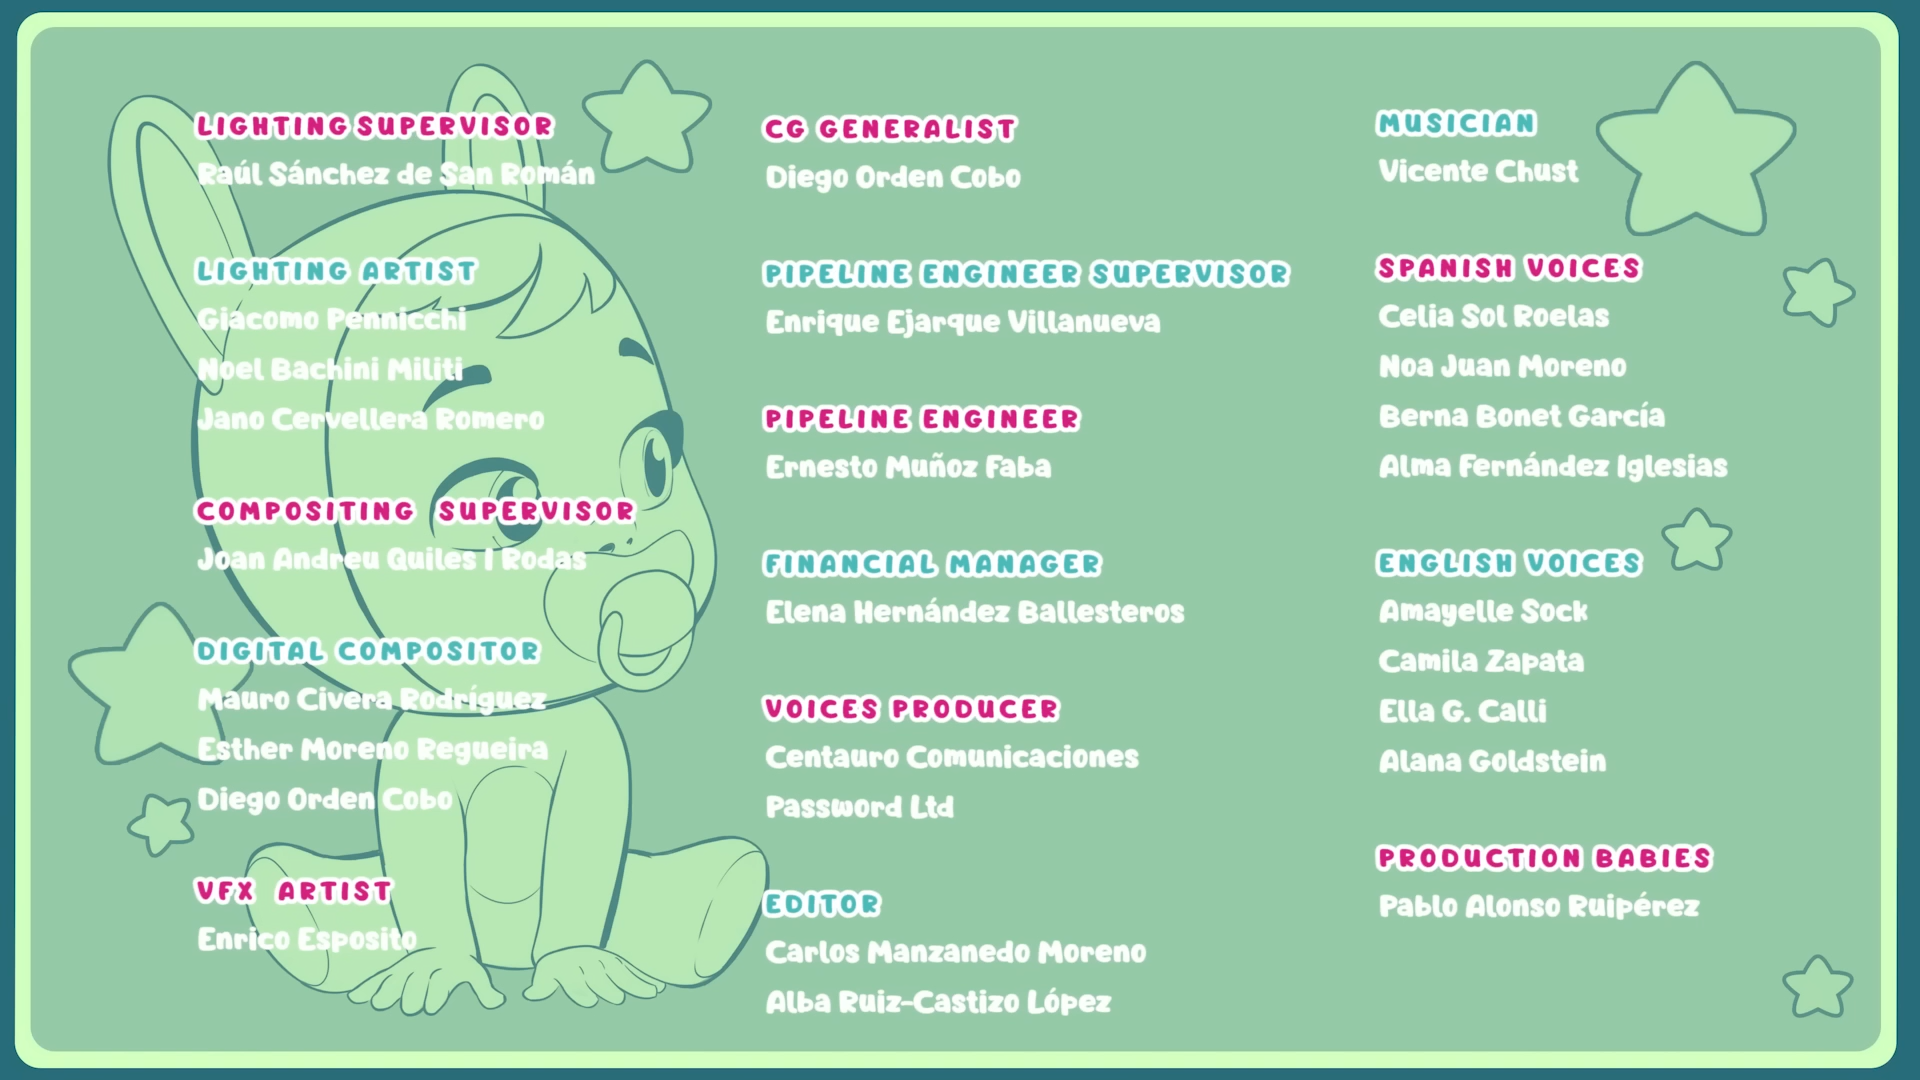 LIGHTING SUPERVISOR
Raúl Sánchez de San Román
LIGHTING ARTIST
Giacomo Pennicchi
Noel Bachini Militi
Jano Cervellera Romero
COMPOSITING SUPERVISOR
Joan Andreu Quiles I Rodas
DIGITAL COMPOSITOR
Mauro Civera Rodríguez
Esther Moreno Regueira
Diego Orden Cobo
VFX ARTIST
Enrico Esposito
CG GENERALIST
Diego Orden Cobo
PIPELINE ENGINEER SUPERVISOR
Enrique Ejarque Villanueva
PIPELINE ENGINEER
Ernesto Muñoz Faba
FINANCIAL MANAGER
Elena Hernández Ballesteros
VOICES PRODUCER
Centauro Comunicaciones
Password Ltd
EDITOR
Carlos Manzanedo Moreno
Alba Ruiz-Castizo López
MUSICIAN
Vicente Chust
SPANISH VOICES
Celia Sol Roelas
Noa Juan Moreno
Berna Bonet García
Alma Fernández Iglesias
ENGLISH VOICES
Amayelle Sock
Camila Zapata
Ella G. Calli
Alana Goldstein
PRODUCTION BABIES
Pablo Alonso Ruipérez